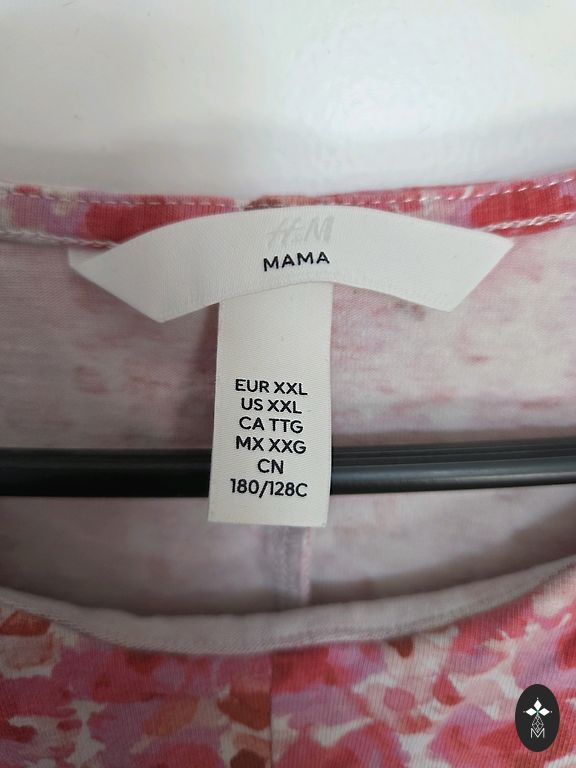 H&M
MAMA
EUR XXL
US XXL
CA TTG
MX XXG
CN
180/128C
M